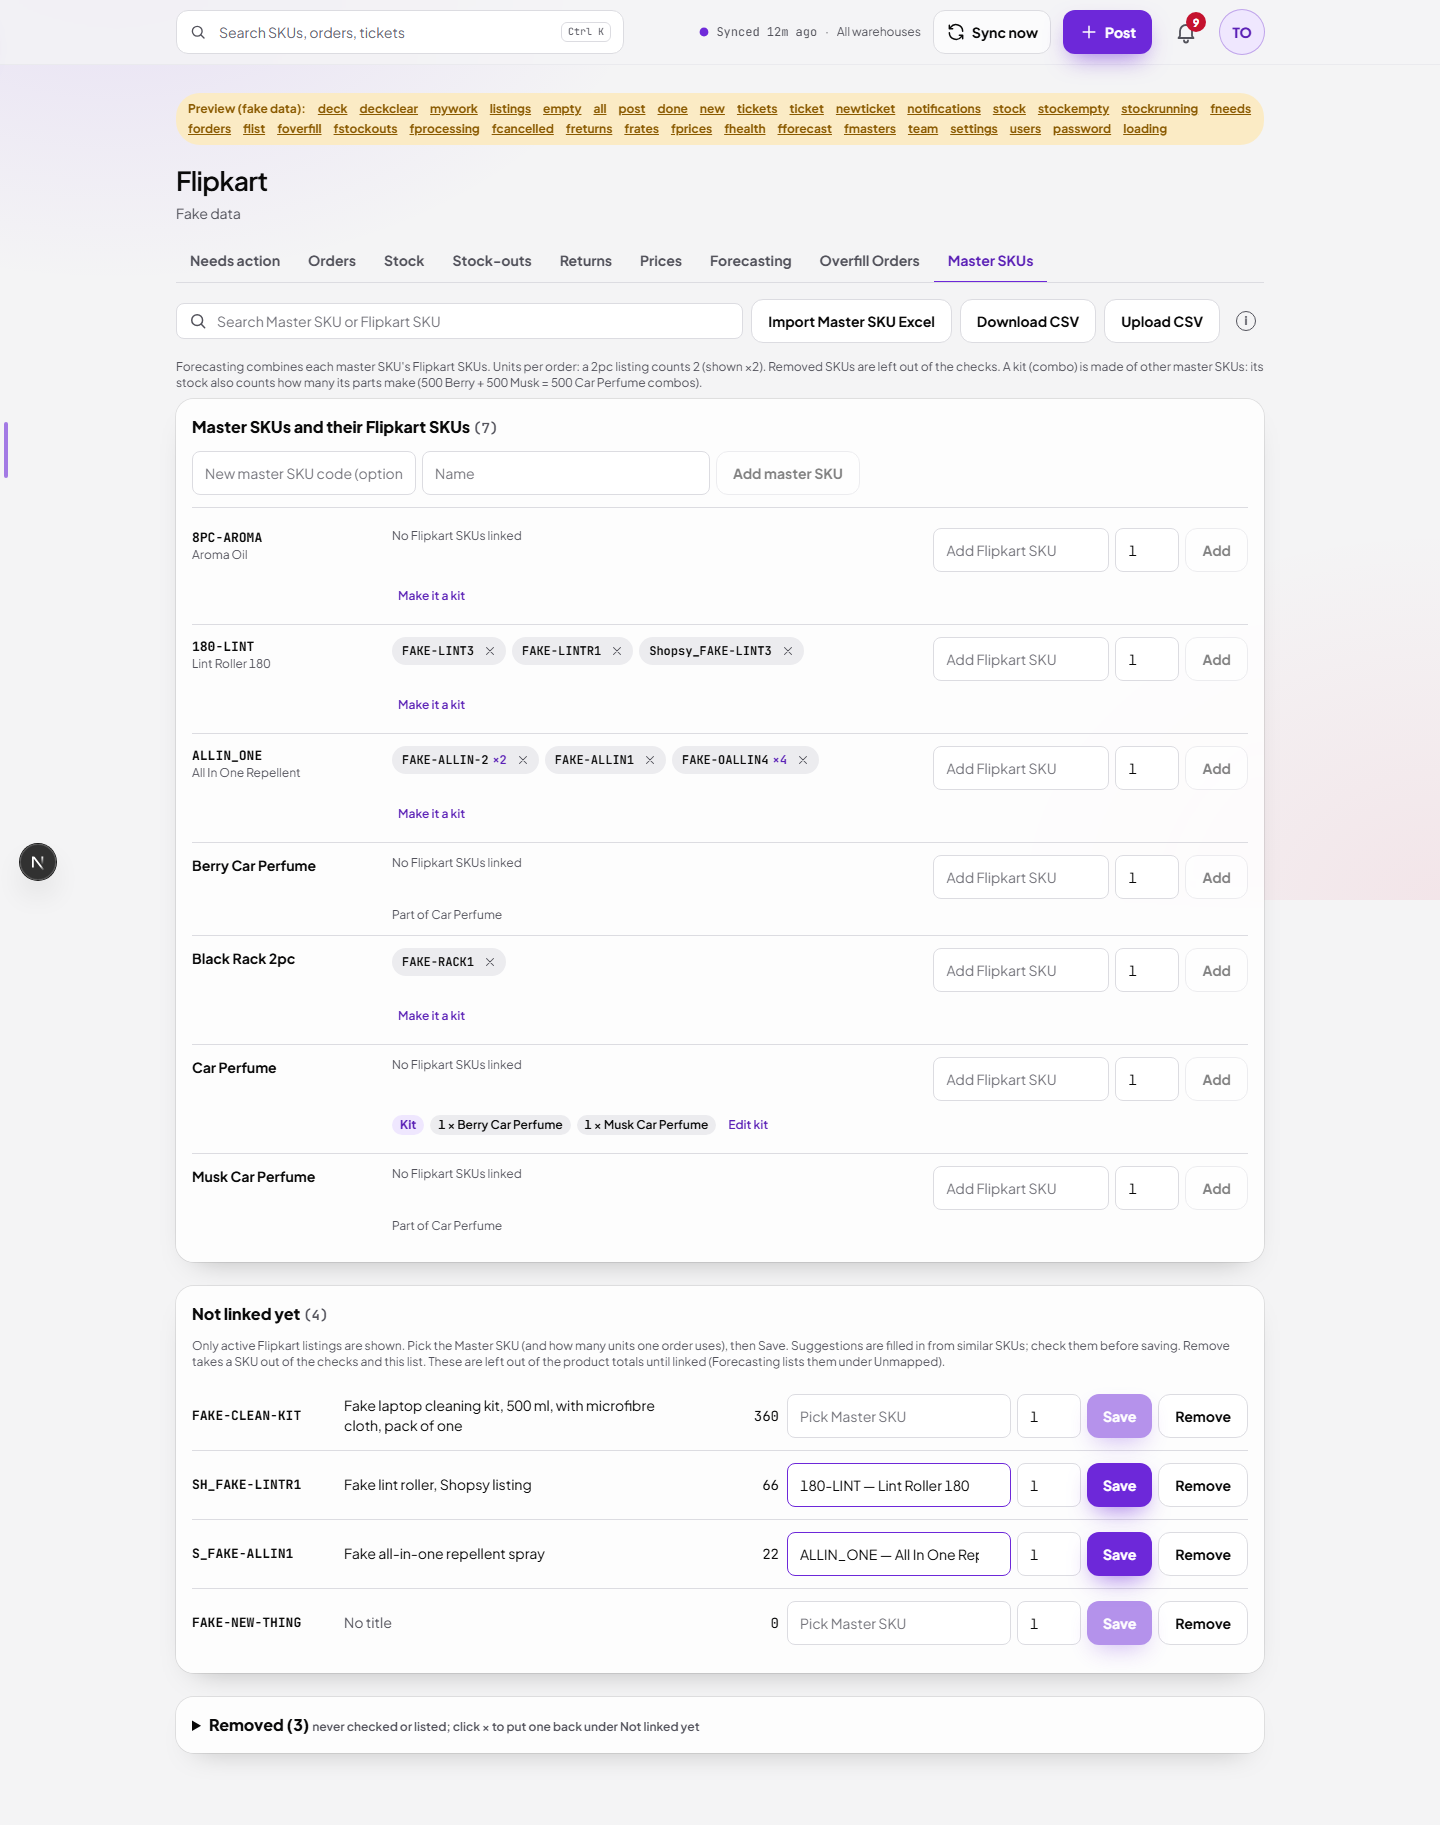 Search SKUs, orders, tickets Ctrl K Synced 12m ago · All warehouses Sync now Post 9 TO
Preview (fake data): deck deckclear mywork listings empty all post done new tickets ticket newticket notifications stock stockempty stockrunning fneeds
forders flist foverfill fstockouts fprocessing fcancelled freturns frates fprices fhealth fforecast fmasters team settings users password loading
Flipkart
Fake data
Needs action Orders Stock Stock-outs Returns Prices Forecasting Overfill Orders Master SKUs
Search Master SKU or Flipkart SKU Import Master SKU Excel Download CSV Upload CSV i
Forecasting combines each master SKU's Flipkart SKUs. Units per order: a 2pc listing counts 2 (shown ×2). Removed SKUs are left out of the checks. A kit (combo) is made of other master SKUs: its
stock also counts how many its parts make (500 Berry + 500 Musk = 500 Car Perfume combos).
Master SKUs and their Flipkart SKUs (7)
New master SKU code (option Name Add master SKU
8PC-AROMA No Flipkart SKUs linked Add Flipkart SKU 1 Add
Aroma Oil
Make it a kit
180-LINT FAKE-LINT3 × FAKE-LINTR1 × Shopsy_FAKE-LINT3 × Add Flipkart SKU 1 Add
Lint Roller 180
Make it a kit
ALLIN_ONE FAKE-ALLIN-2 ×2 × FAKE-ALLIN1 × FAKE-OALLIN4 ×4 × Add Flipkart SKU 1 Add
All In One Repellent
Make it a kit
Berry Car Perfume No Flipkart SKUs linked Add Flipkart SKU 1 Add
Part of Car Perfume
Black Rack 2pc FAKE-RACK1 × Add Flipkart SKU 1 Add
Make it a kit
Car Perfume No Flipkart SKUs linked Add Flipkart SKU 1 Add
Kit 1 × Berry Car Perfume 1 × Musk Car Perfume Edit kit
Musk Car Perfume No Flipkart SKUs linked Add Flipkart SKU 1 Add
Part of Car Perfume
N
Not linked yet (4)
Only active Flipkart listings are shown. Pick the Master SKU (and how many units one order uses), then Save. Suggestions are filled in from similar SKUs; check them before saving. Remove
takes a SKU out of the checks and this list. These are left out of the product totals until linked (Forecasting lists them under Unmapped).
FAKE-CLEAN-KIT Fake laptop cleaning kit, 500 ml, with microfibre 360 Pick Master SKU 1 Save Remove
cloth, pack of one
SH_FAKE-LINTR1 Fake lint roller, Shopsy listing 66 180-LINT — Lint Roller 180 1 Save Remove
S_FAKE-ALLIN1 Fake all-in-one repellent spray 22 ALLIN_ONE — All In One Rep 1 Save Remove
FAKE-NEW-THING No title 0 Pick Master SKU 1 Save Remove
Removed (3) never checked or listed; click × to put one back under Not linked yet